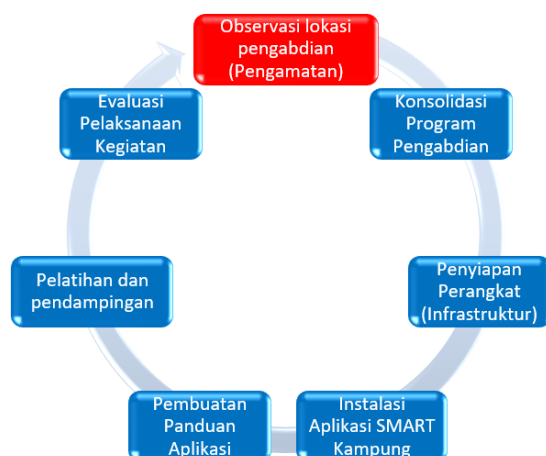 Observasi lokasi
pengabdian
(Pengamatan)
Konsolidasi
Program
Pengabdian
Penyiapan
Perangkat
(Infrastruktur)
Instalasi
Aplikasi SMART
Kampung
Pembuatan
Panduan
Aplikasi
Pelatihan dan
pendampingan
Evaluasi
Pelaksanaan
Kegiatan